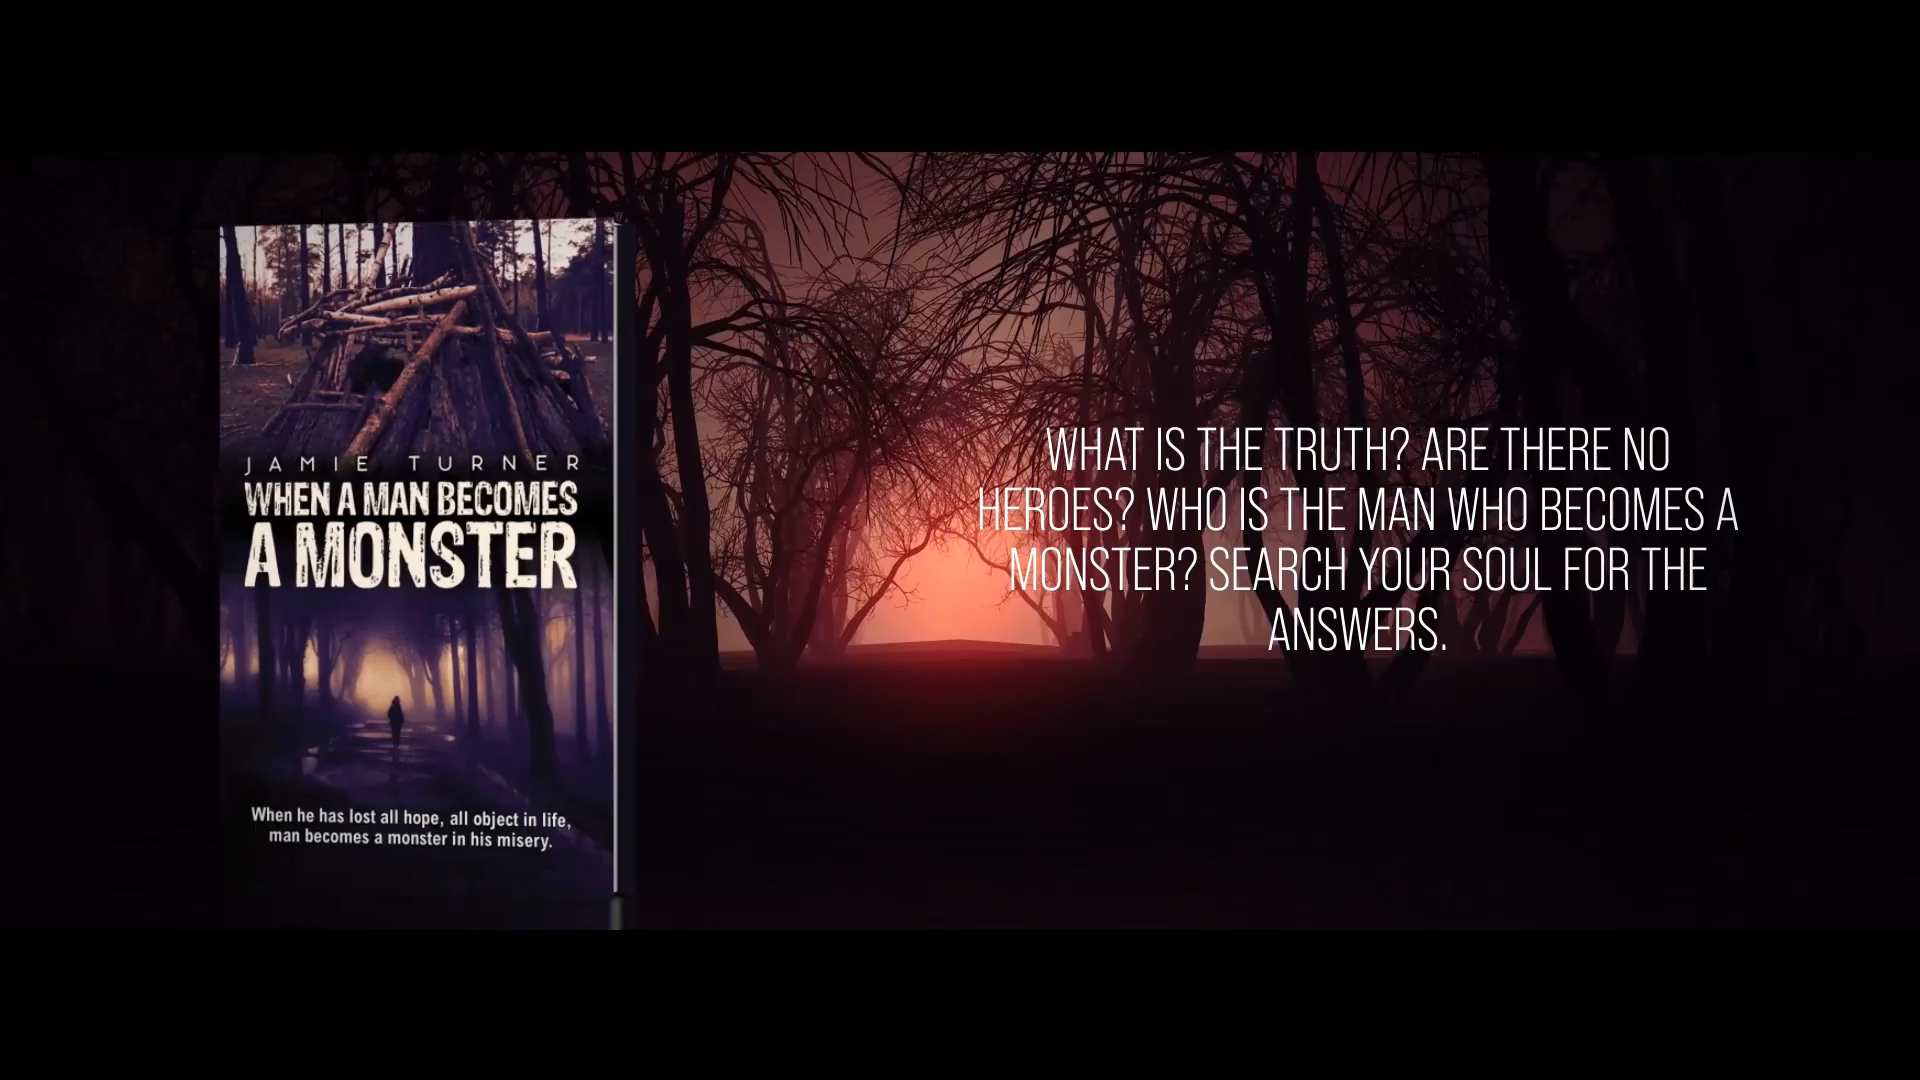 JAMIE TURNER
WHEN A MAN BECOMES
A MONSTER
When he has lost all hope, all object in life,
man becomes a monster in his misery.
WHAT IS THE TRUTH? ARE THERE NO
HEROES? WHO IS THE MAN WHO BECOMES A
MONSTER? SEARCH YOUR SOUL FOR THE
ANSWERS.